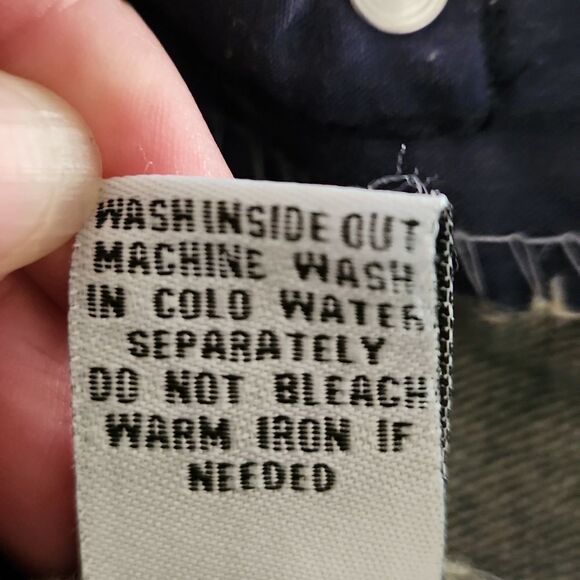 WASH INSIDE OUT
MACHINE WASH
IN COLD WATER
SEPARATELY
DO NOT BLEACH
WARM IRON IF
NEEDED